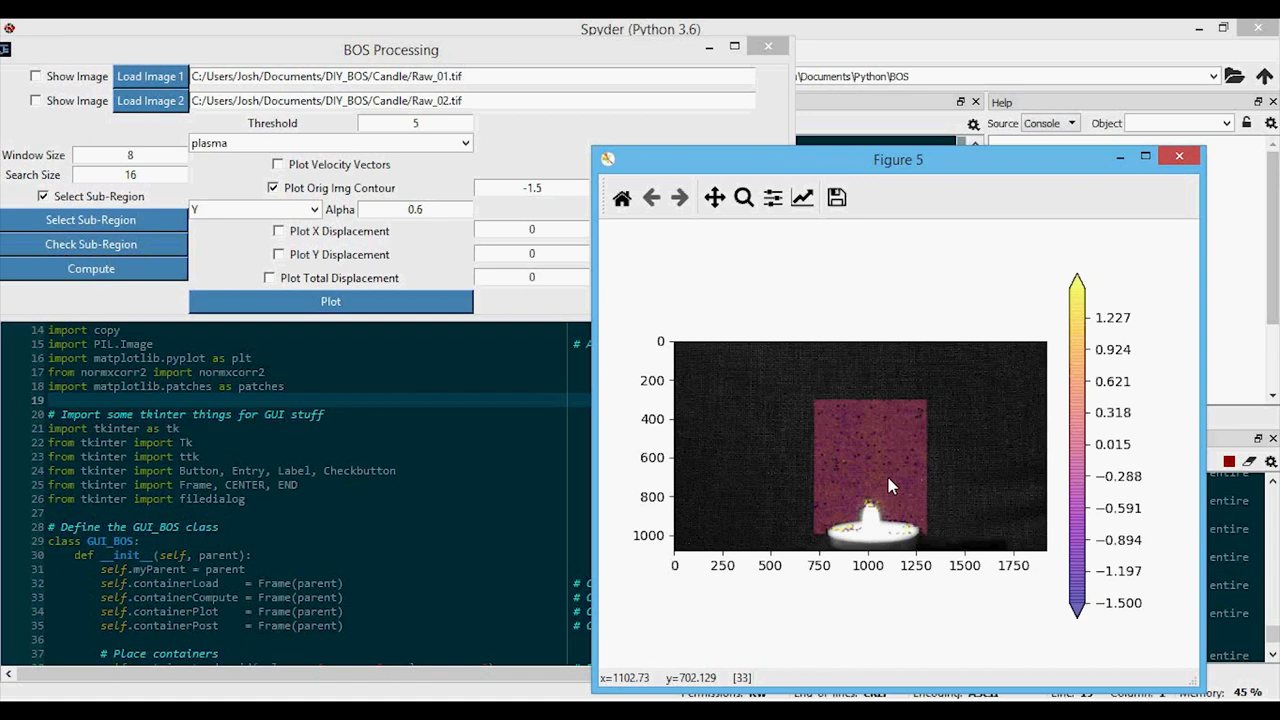 Spyder (Python 3.6)
BOS Processing
Show Image Load Image 1 C:/Users/Josh/Documents/DIY_BOS/Candle/Raw_01.tif
Show Image Load Image 2 C:/Users/Josh/Documents/DIY_BOS/Candle/Raw_02.tif
Threshold 5
plasma
Window Size 8
Search Size 16
Select Sub-Region
Select Sub-Region
Check Sub-Region
Compute
Plot Velocity Vectors
Plot Orig Img Contour -1.5
Y Alpha 0.6
Plot X Displacement 0
Plot Y Displacement 0
Plot Total Displacement 0
Plot
\Documents\Python\BOS
Help
Source Console Object
Figure 5
0
200
400
600
800
1000
0 250 500 750 1000 1250 1500 1750
1.227
0.924
0.621
0.318
0.015
−0.288
−0.591
−0.894
−1.197
−1.500
x=1102.73 y=702.129 [33]
14 import copy
15 import PIL.Image
16 import matplotlib.pyplot as plt
17 from normxcorr2 import normxcorr2
18 import matplotlib.patches as patches
19
20 # Import some tkinter things for GUI stuff
21 import tkinter as tk
22 from tkinter import Tk
23 from tkinter import ttk
24 from tkinter import Button, Entry, Label, Checkbutton
25 from tkinter import Frame, CENTER, END
26 from tkinter import filedialog
27
28 # Define the GUI_BOS class
29 class GUI_BOS:
30 def __init__(self, parent):
31 self.myParent = parent
32 self.containerLoad = Frame(parent)
33 self.containerCompute = Frame(parent)
34 self.containerPlot = Frame(parent)
35 self.containerPost = Frame(parent)
36
37 # Place containers
entire
entire
entire
entire
entire
entire
45 %